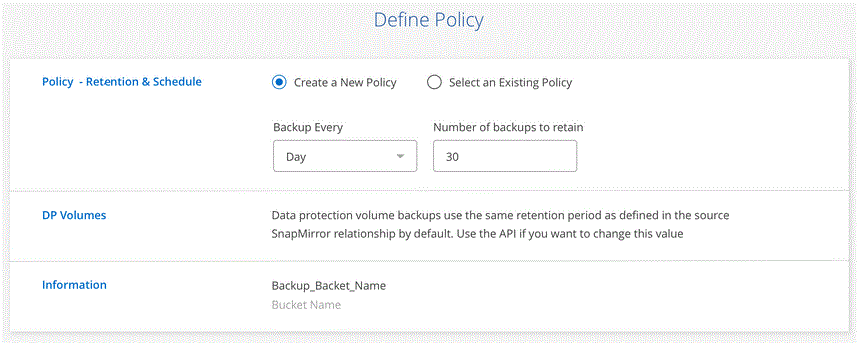 Define Policy
Policy - Retention & Schedule
Create a New Policy
Select an Existing Policy
Backup Every
Number of backups to retain
Day
30
DP Volumes
Data protection volume backups use the same retention period as defined in the source
SnapMirror relationship by default. Use the API if you want to change this value
Information
Backup_Backet_Name
Bucket Name